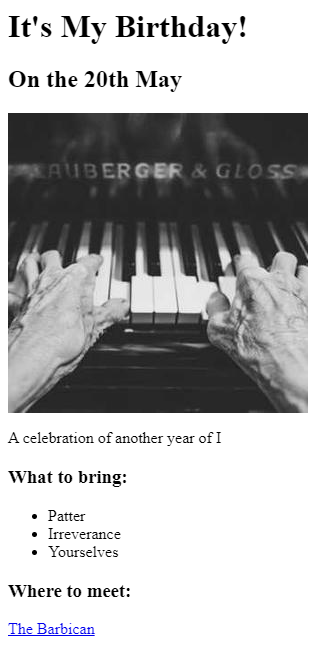 It's My Birthday!
On the 20th May
AUBERGER & GLOSS
A celebration of another year of I
What to bring:
Patter
Irreverance
Yourselves
Where to meet:
The Barbican